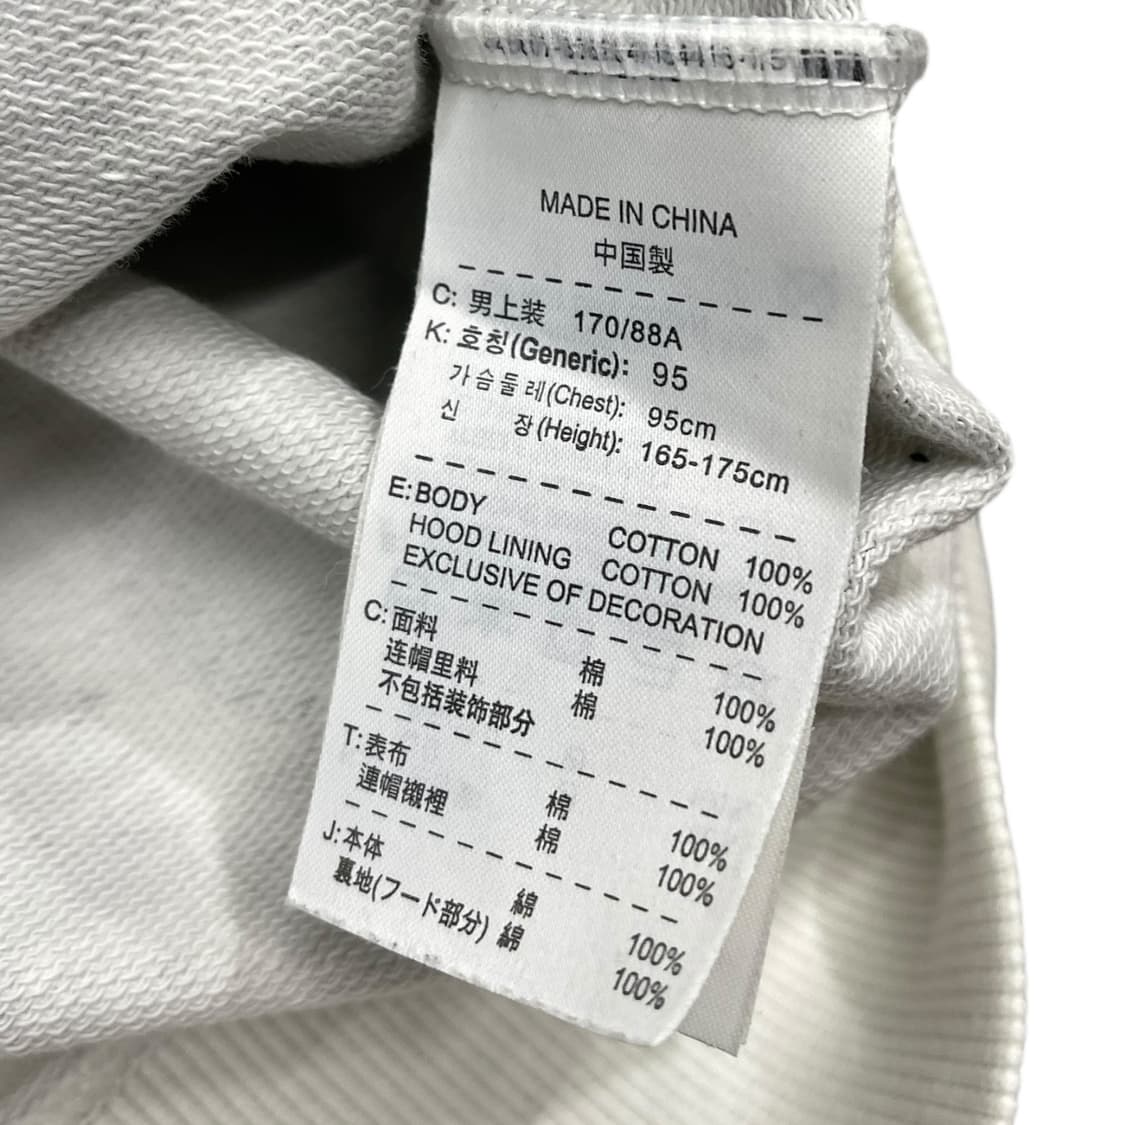 MADE IN CHINA
中国製
C: 男上装 170/88A
K: 호칭(Generic): 95
가슴둘레(Chest): 95cm
신 장(Height): 165-175cm
E: BODY COTTON 100%
HOOD LINING COTTON 100%
EXCLUSIVE OF DECORATION
C: 面料 棉 100%
连帽里料 棉 100%
不包括装饰部分
T: 表布 棉 100%
連帽襯裡 棉 100%
J: 本体 綿 100%
裏地(フード部分) 綿 100%